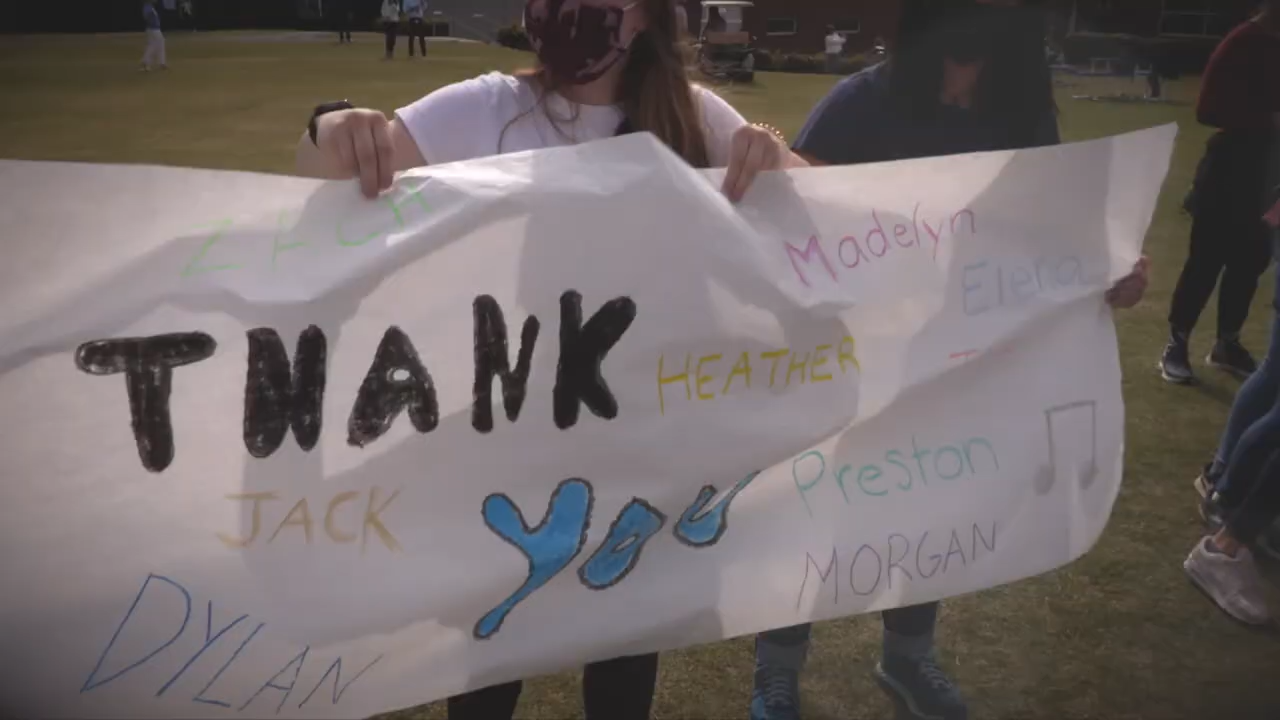 ZACH
Madelyn
Elena
THANK
HEATHER
Preston
JACK
YOU
MORGAN
DYLAN